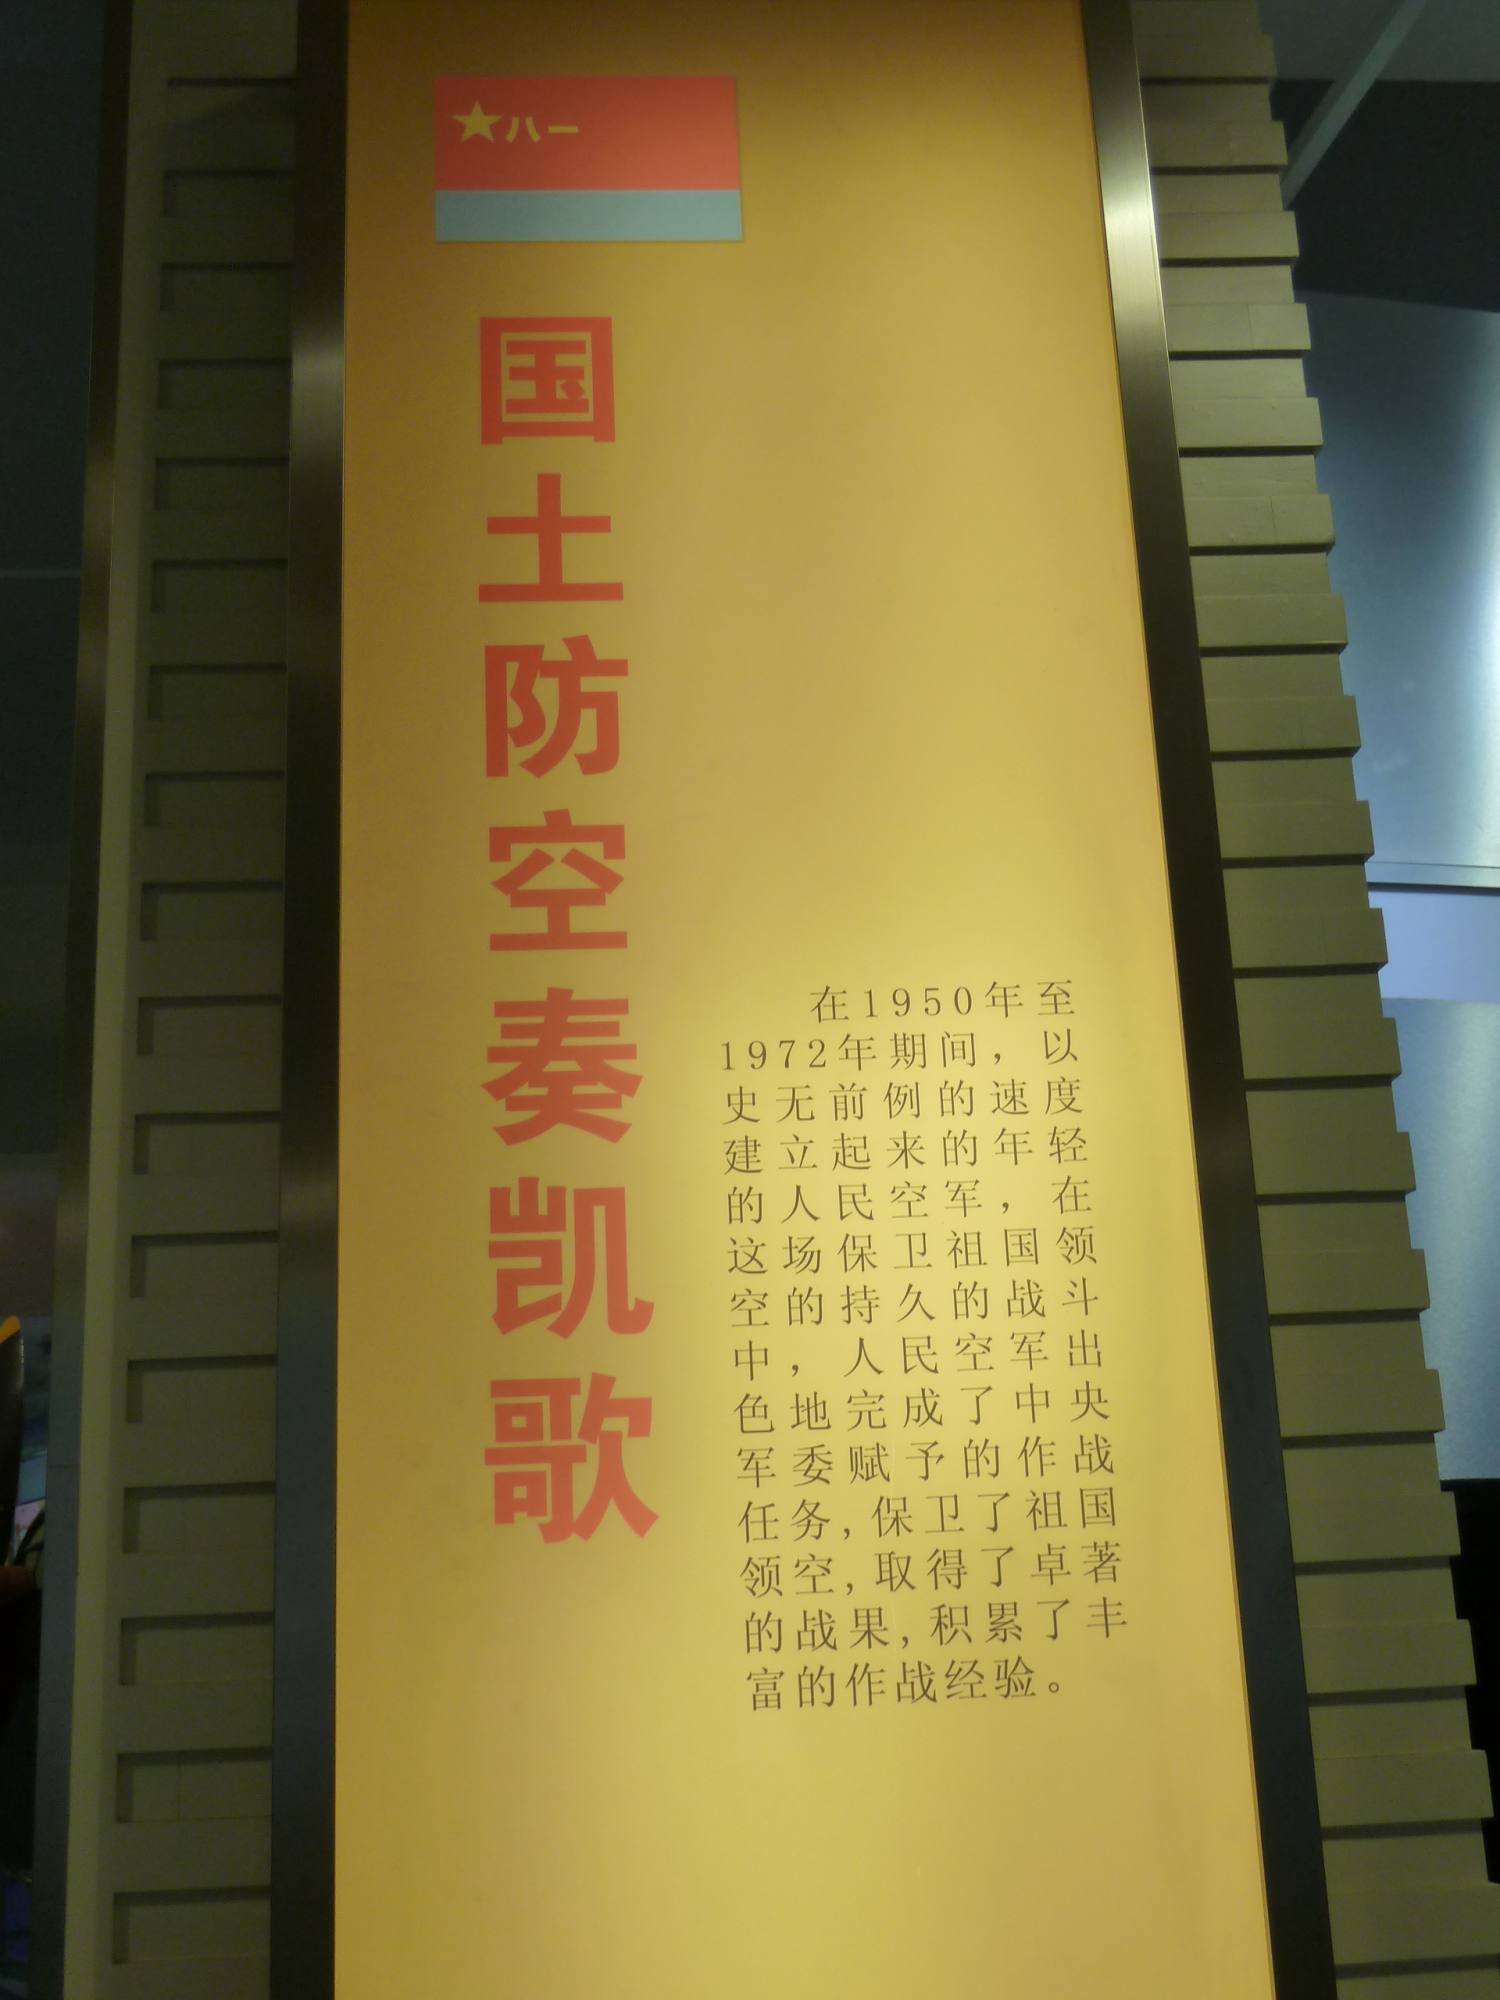 八一
国土防空奏凯歌
在1950年至
1972年期间，以
史无前例的速度
建立起来的年轻
的人民空军，在
这场保卫祖国领
空的持久的战斗
中，人民空军出
色地完成了中央
军委赋予的作战
任务，保卫了祖国
领空，取得了卓著
的战果，积累了丰
富的作战经验。